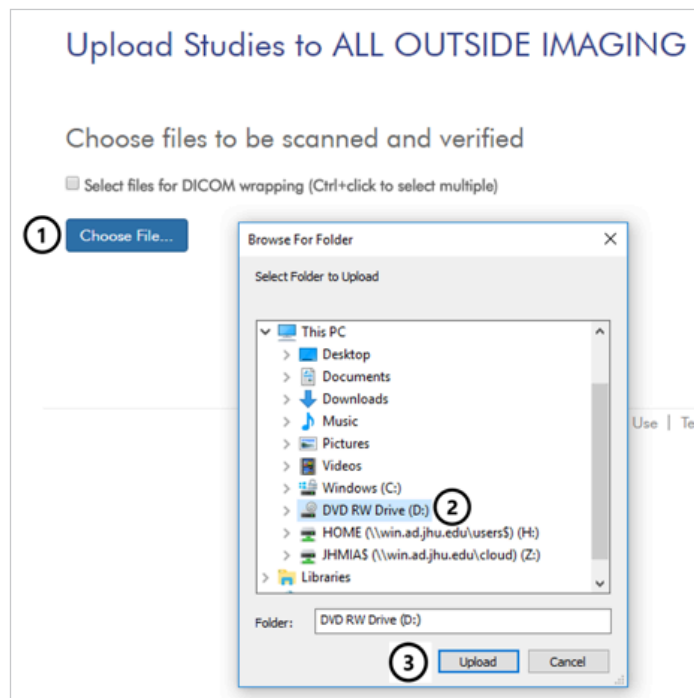 Upload Studies to ALL OUTSIDE IMAGING
Choose files to be scanned and verified
Select files for DICOM wrapping (Ctrl+click to select multiple)
1
Choose File...
Browse For Folder
Select Folder to Upload
This PC
Desktop
Documents
Downloads
Music
Pictures
Videos
Windows (C:)
DVD RW Drive (D:)
2
HOME (\\win.ad.jhu.edu\users$) (H:)
JHMIA$ (\\win.ad.jhu.edu\cloud) (Z:)
Libraries
Folder: DVD RW Drive (D:)
3
Upload Cancel
Use |